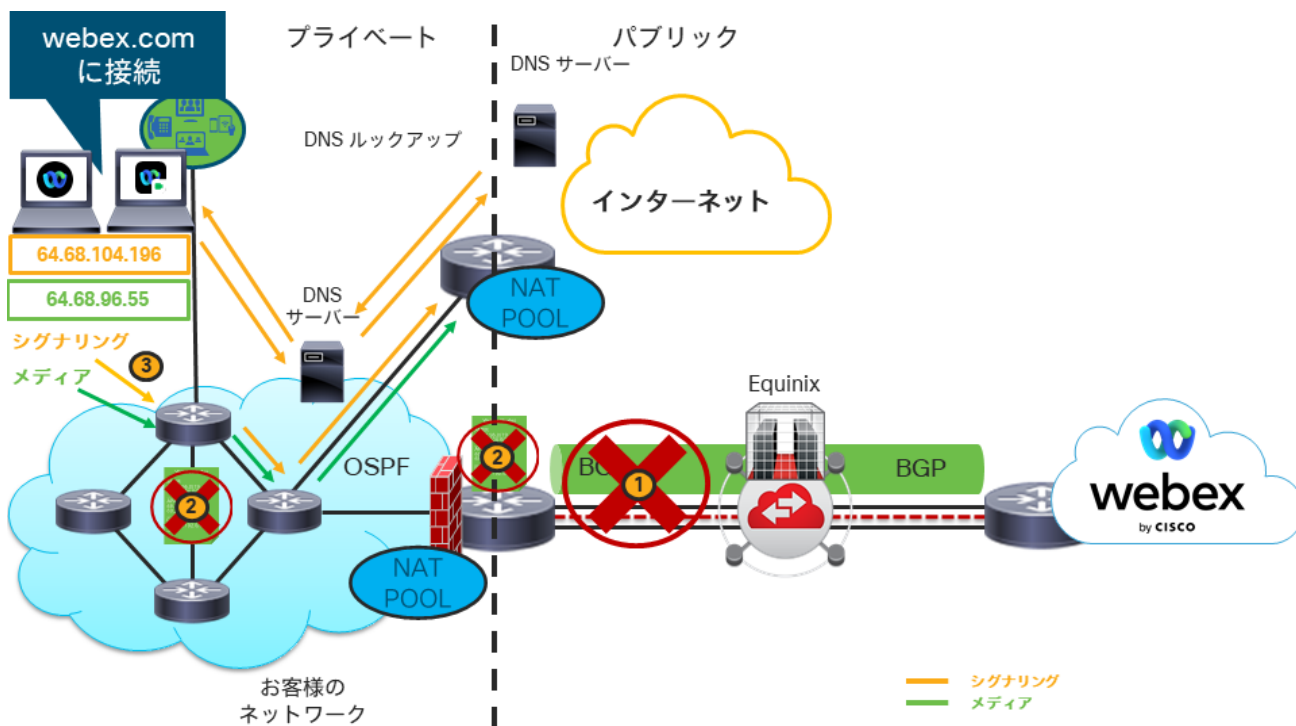 webex.com
に接続
プライベート
パブリック
DNS サーバー
DNS ルックアップ
インターネット
64.68.104.196
64.68.96.55
DNS
サーバー
NAT
POOL
シグナリング
3
メディア
Equinix
OSPF
2
2
1
BGP
webex
by CISCO
NAT
POOL
お客様の
ネットワーク
シグナリング
メディア